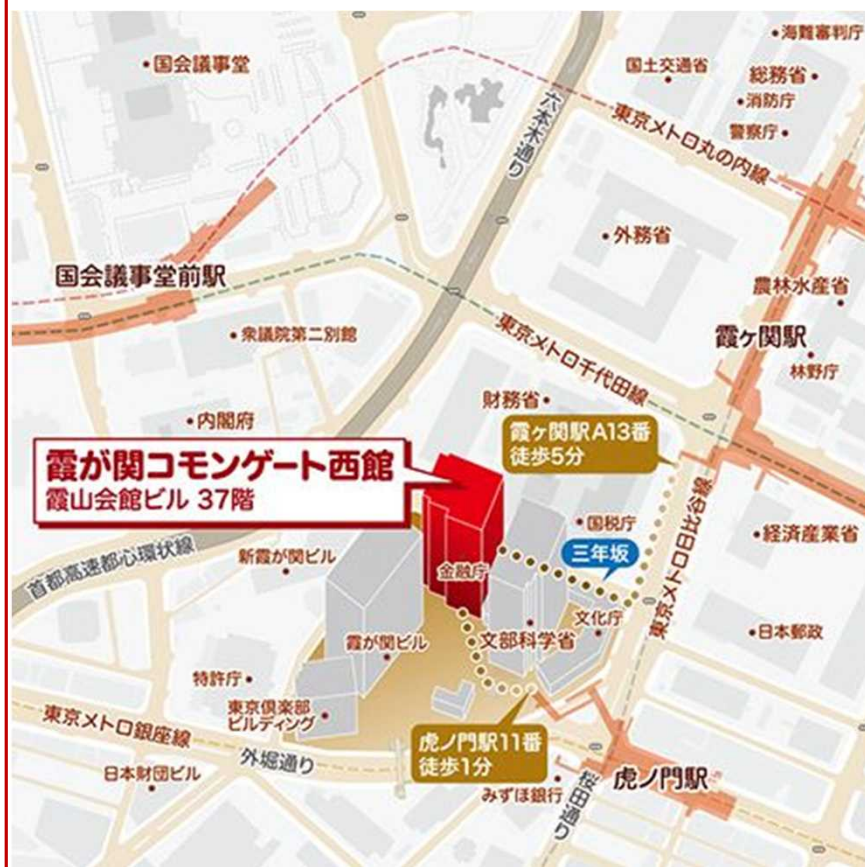 海難審判庁
国会議事堂
国土交通省
総務省
消防庁
警察庁
六本木通り
東京メトロ丸の内線
外務省
国会議事堂前駅
農林水産省
衆議院第二別館
東京メトロ千代田線
霞ヶ関駅
林野庁
財務省
内閣府
霞ヶ関駅A13番
徒歩5分
霞が関コモンゲート西館
霞山会館ビル 37階
国税庁
経済産業省
首都高速都心環状線
新霞が関ビル
金融庁
三年坂
東京メトロ日比谷線
文化庁
文部科学省
日本郵政
霞が関ビル
特許庁
東京倶楽部
ビルディング
東京メトロ銀座線
外堀通り
虎ノ門駅11番
徒歩1分
日本財団ビル
みずほ銀行
桜田通り
虎ノ門駅